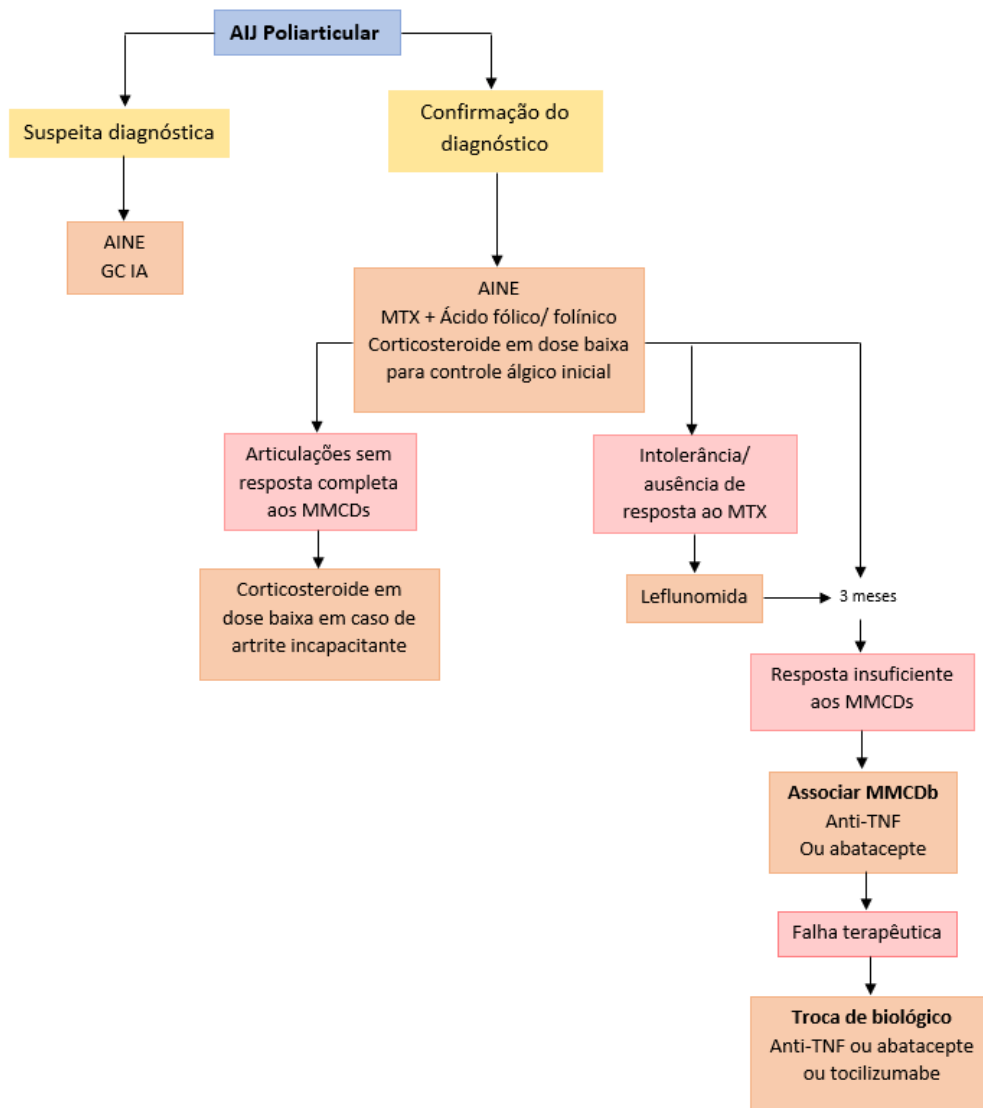 AIJ Poliarticular
Suspeita diagnóstica
Confirmação do
diagnóstico
AINE
GC IA
AINE
MTX + Ácido fólico/ folínico
Corticosteroide em dose baixa
para controle álgico inicial
Articulações sem
resposta completa
aos MMCDs
Intolerância/
ausência de
resposta ao MTX
Corticosteroide em
dose baixa em caso de
artrite incapacitante
Leflunomida
3 meses
Resposta insuficiente
aos MMCDs
Associar MMCDb
Anti-TNF
Ou abatacepte
Falha terapêutica
Troca de biológico
Anti-TNF ou abatacepte
ou tocilizumabe